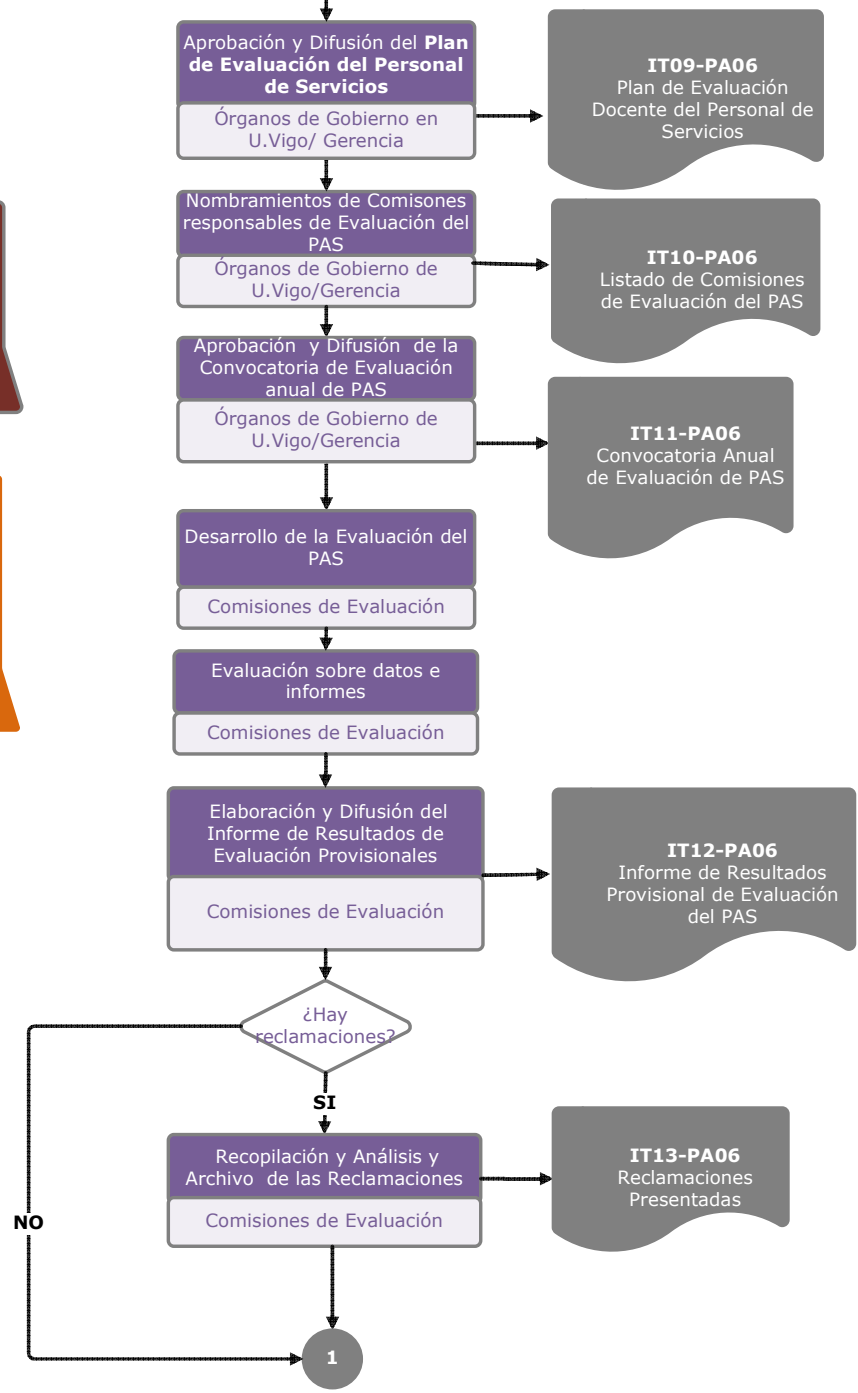 Aprobación y Difusión del Plan
de Evaluación del Personal
de Servicios
Órganos de Gobierno en
U.Vigo/ Gerencia
IT09-PA06
Plan de Evaluación
Docente del Personal de
Servicios
Nombramientos de Comisones
responsables de Evaluación del
PAS
Órganos de Gobierno de
U.Vigo/Gerencia
IT10-PA06
Listado de Comisiones
de Evaluación del PAS
Aprobación y Difusión de la
Convocatoria de Evaluación
anual de PAS
Órganos de Gobierno de
U.Vigo/Gerencia
IT11-PA06
Convocatoria Anual
de Evaluación de PAS
Desarrollo de la Evaluación del
PAS
Comisiones de Evaluación
Evaluación sobre datos e
informes
Comisiones de Evaluación
Elaboración y Difusión del
Informe de Resultados de
Evaluación Provisionales
Comisiones de Evaluación
IT12-PA06
Informe de Resultados
Provisional de Evaluación
del PAS
¿Hay
reclamaciones?
SI
Recopilación y Análisis y
Archivo de las Reclamaciones
Comisiones de Evaluación
IT13-PA06
Reclamaciones
Presentadas
NO
1